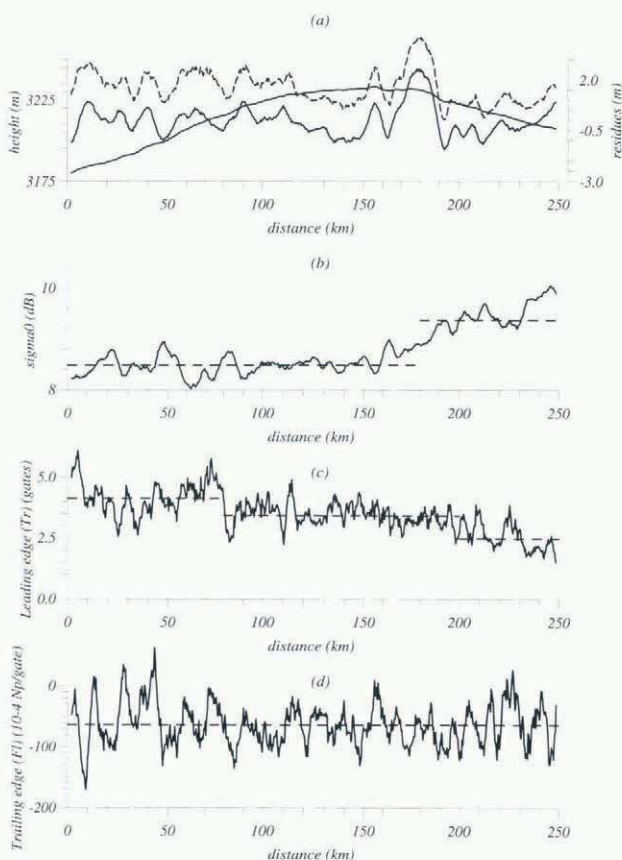 (a)
height (m)
3225
3175
2.0
-0.5
-3.0
residues (m)
0 50 100 150 200 250
distance (km)
(b)
sigma0 (dB)
10
8
0 50 100 150 200 250
distance (km)
(c)
Leading edge (Tr) (gates)
5.0
2.5
0.0
0 50 100 150 200 250
distance (km)
(d)
Trailing edge (Fl) (10-4 Np/gate)
0
-100
-200
0 50 100 150 200 250
distance (km)